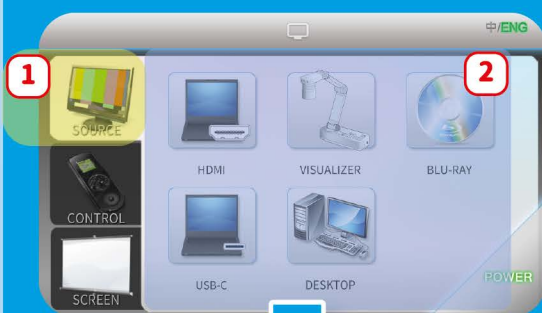 中/ENG
1
2
SOURCE
HDMI
VISUALIZER
BLU-RAY
CONTROL
USB-C
DESKTOP
POWER
SCREEN